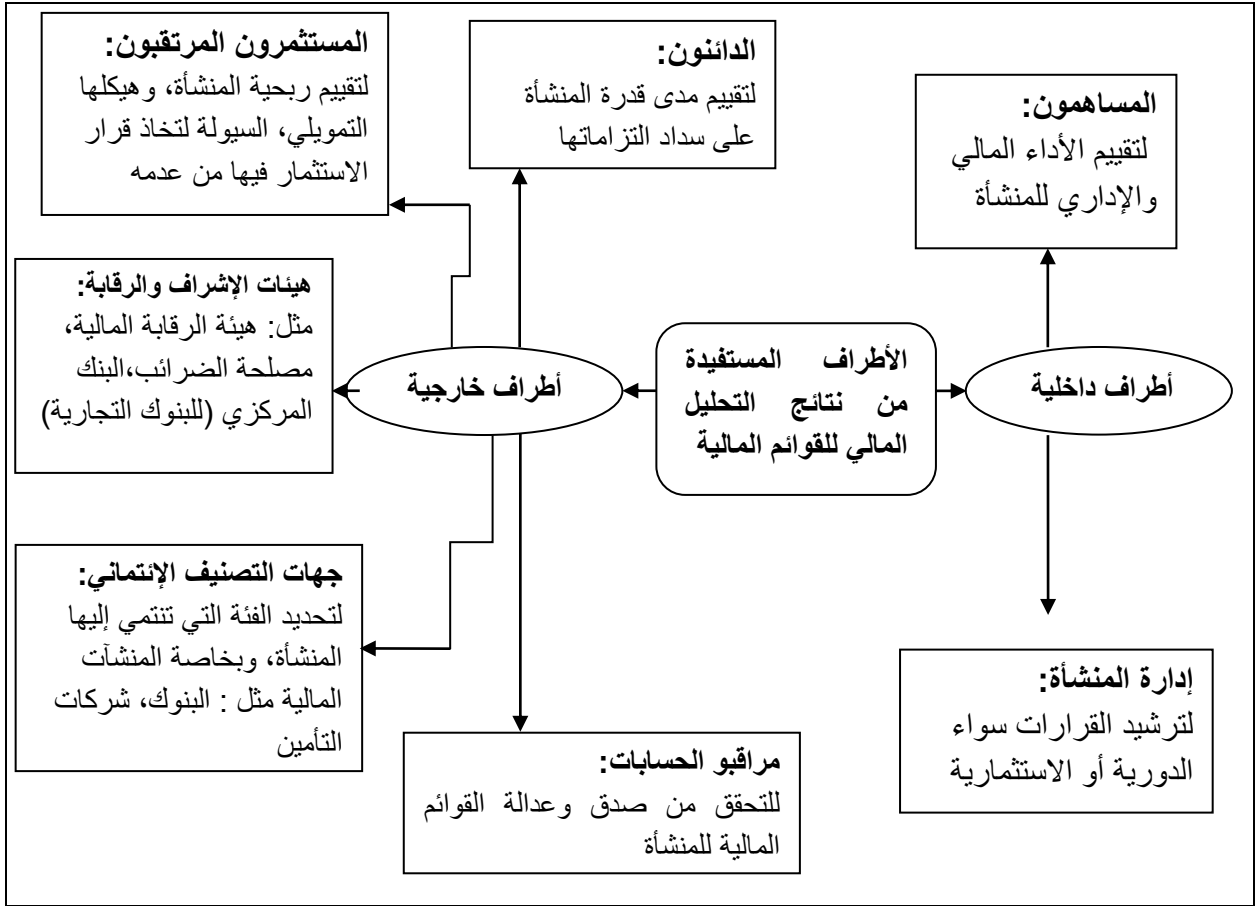 المساهمون:
لتقييم الأداء المالي
والإداري للمنشأة
الدائنون:
لتقييم مدى قدرة المنشأة
على سداد التزاماتها
المستثمرون المرتقبون:
لتقييم ربحية المنشأة، وهيكلها
التمويلي، السيولة لتخاذ قرار
الاستثمار فيها من عدمه
هيئات الإشراف والرقابة:
مثل: هيئة الرقابة المالية،
مصلحة الضرائب،البنك
المركزي (للبنوك التجارية)
أطراف داخلية
الأطراف المستفيدة
من نتائج التحليل
المالي للقوائم المالية
أطراف خارجية
جهات التصنيف الإئتماني:
لتحديد الفئة التي تنتمي إليها
المنشأة، وبخاصة المنشآت
المالية مثل : البنوك، شركات
التأمين
إدارة المنشأة:
لترشيد القرارات سواء
الدورية أو الاستثمارية
مراقبو الحسابات:
للتحقق من صدق وعدالة القوائم
المالية للمنشأة